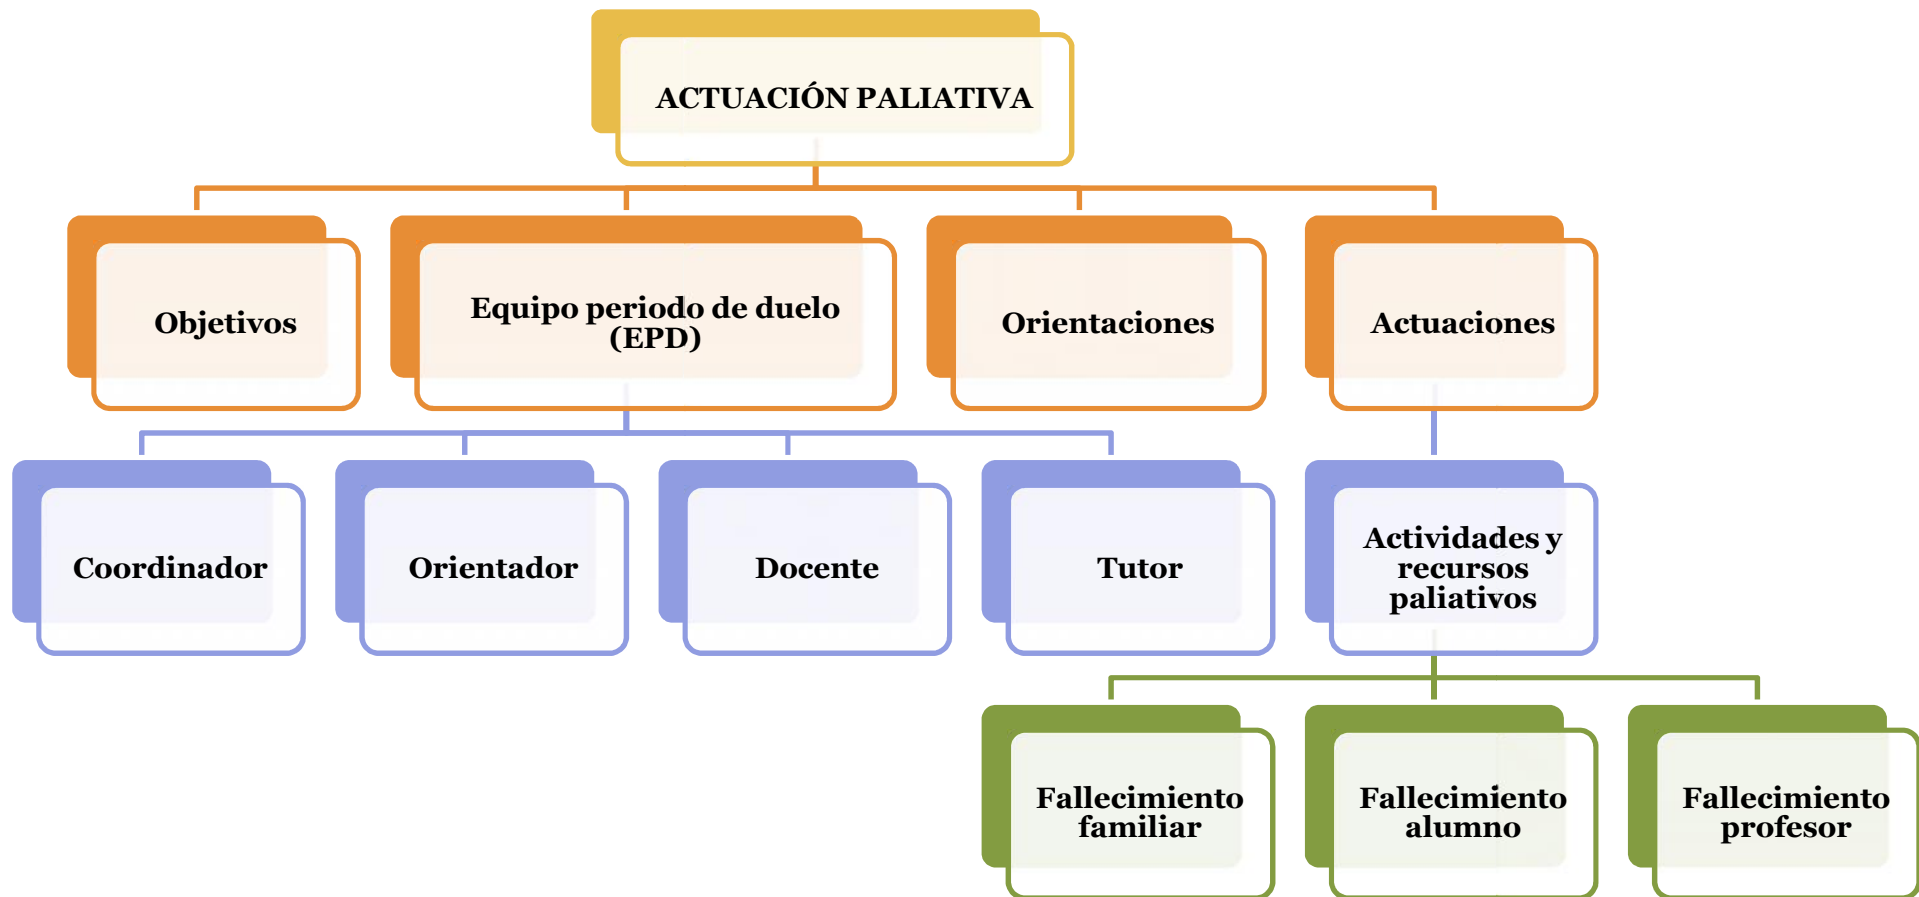 ACTUACIÓN PALIATIVA
Objetivos
Equipo periodo de duelo
(EPD)
Orientaciones
Actuaciones
Coordinador
Orientador
Docente
Tutor
Actividades y
recursos
paliativos
Fallecimiento
familiar
Fallecimiento
alumno
Fallecimiento
profesor